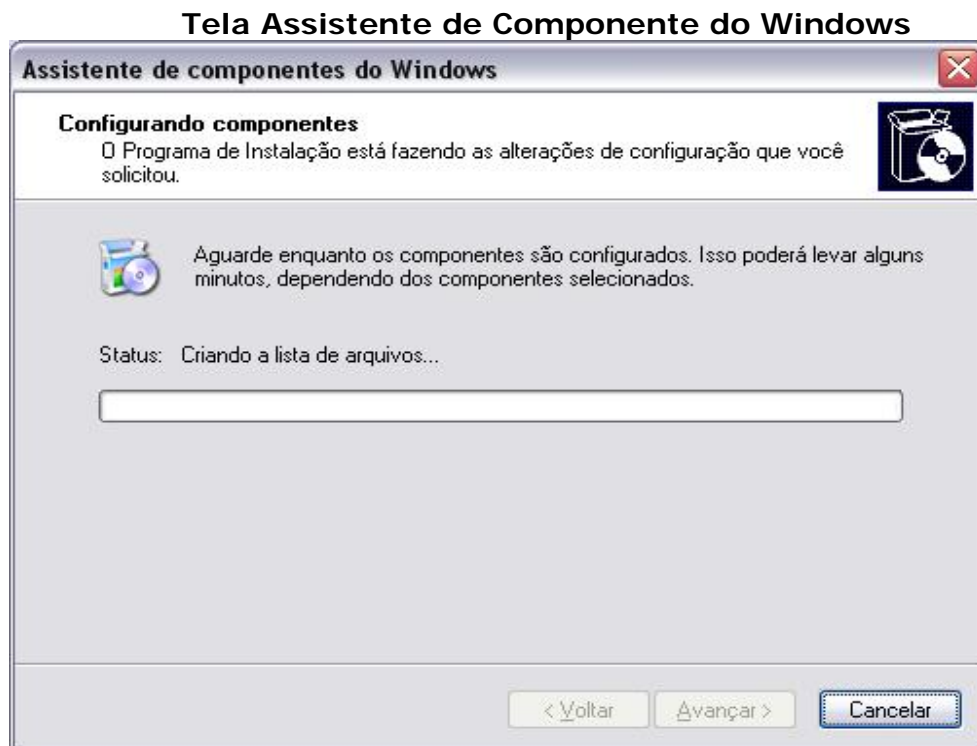 Tela Assistente de Componente do Windows
Assistente de componentes do Windows
Configurando componentes
O Programa de Instalação está fazendo as alterações de configuração que você
solicitou.
Aguarde enquanto os componentes são configurados. Isso poderá levar alguns
minutos, dependendo dos componentes selecionados.
Status: Criando a lista de arquivos...
< Voltar Avançar > Cancelar